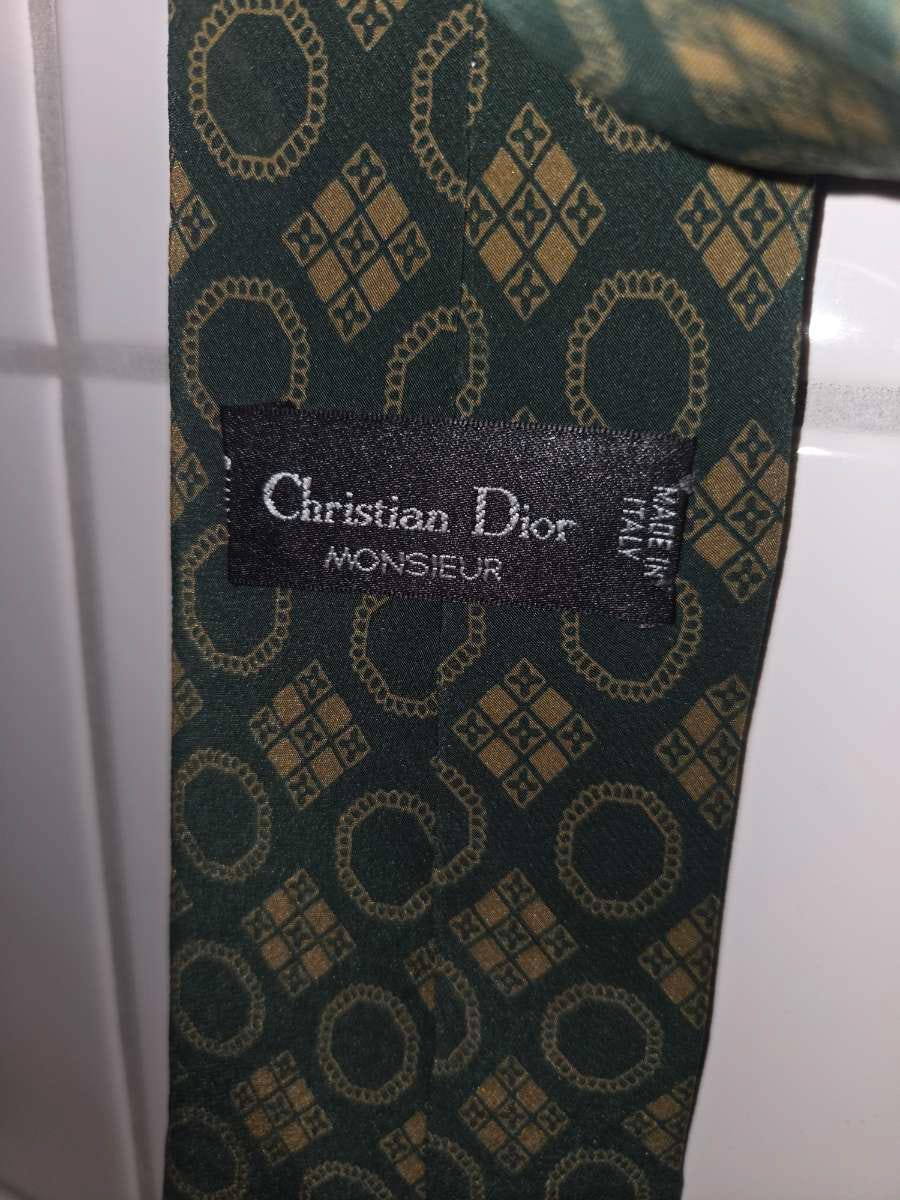 Christian Dior
MONSIEUR
MADE IN
ITALY